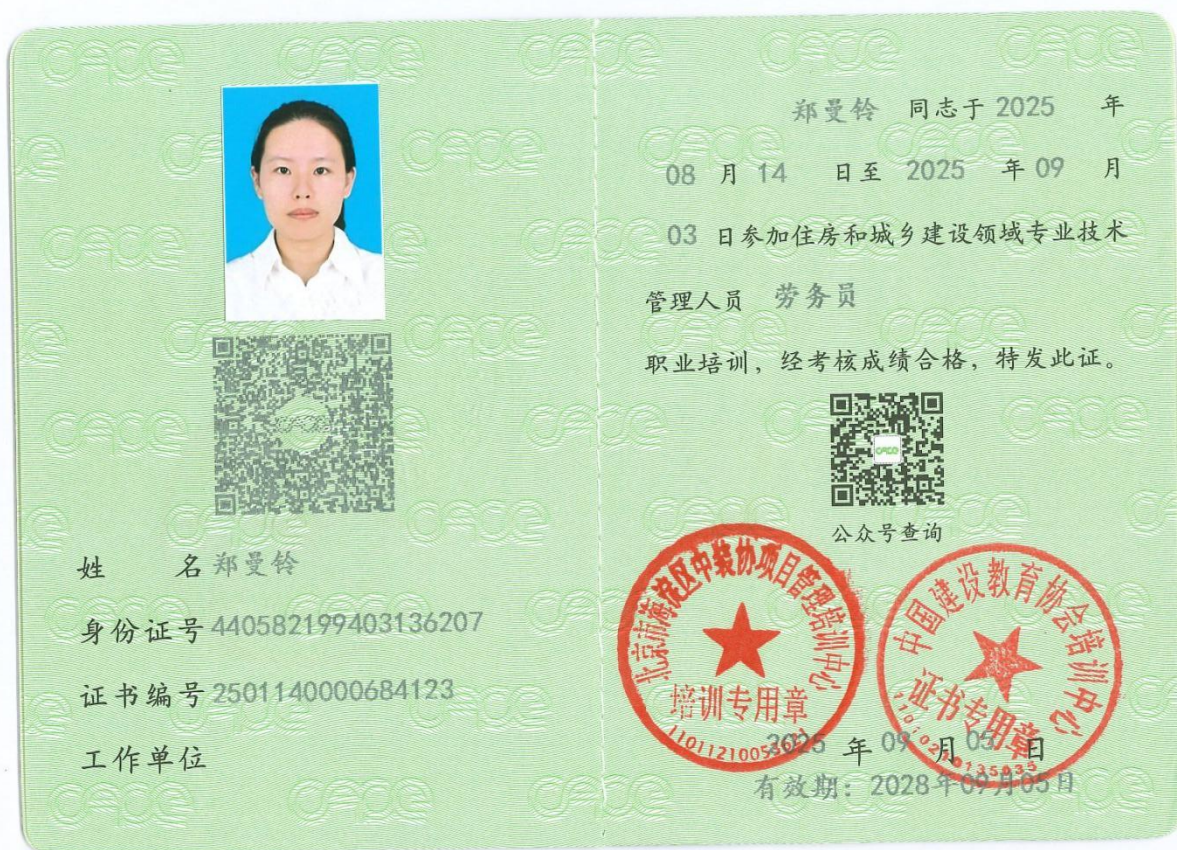 姓 名 郑曼铃
身份证号 440582199403136207
证书编号 2501140000684123
工作单位
郑曼铃 同志于 2025 年
08 月 14 日至 2025 年 09 月
03 日参加住房和城乡建设领域专业技术
管理人员 劳务员
职业培训，经考核成绩合格，特发此证。
公众号查询
北京市海淀区中装协项目管理培训中心
培训专用章
中国建设教育协会培训中心
证书专用章
2025 年 09 月 05 日
有效期：2028年09月05日